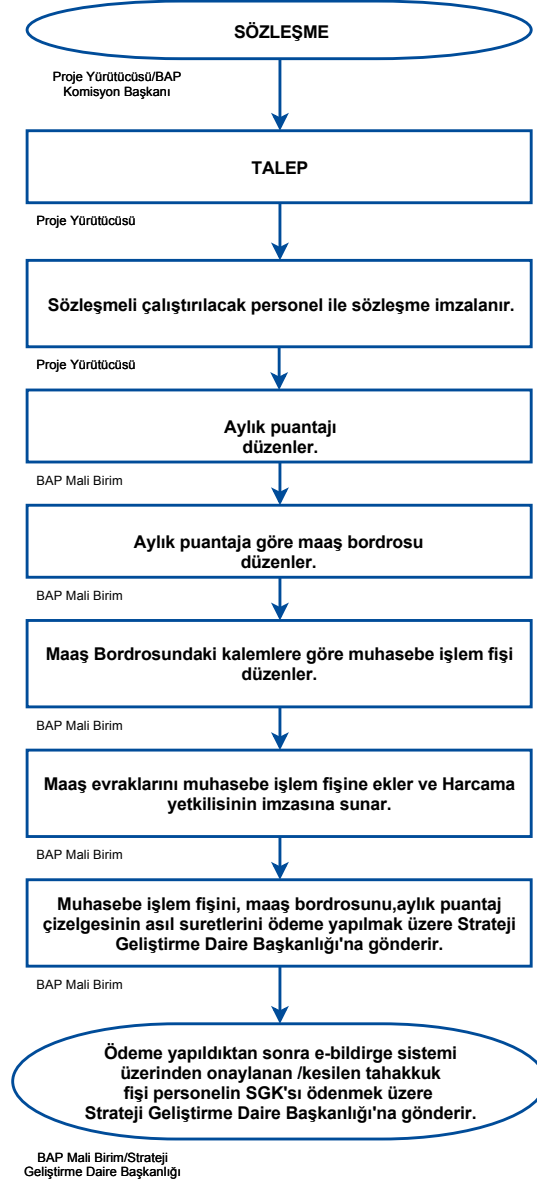 SÖZLEŞME
Proje Yürütücüsü/BAP
Komisyon Başkanı
TALEP
Proje Yürütücüsü
Sözleşmeli çalıştırılacak personel ile sözleşme imzalanır.
Proje Yürütücüsü
Aylık puantajı
düzenler.
BAP Mali Birim
Aylık puantaja göre maaş bordrosu
düzenler.
BAP Mali Birim
Maaş Bordrosundaki kalemlere göre muhasebe işlem fişi
düzenler.
BAP Mali Birim
Maaş evraklarını muhasebe işlem fişine ekler ve Harcama
yetkilisinin imzasına sunar.
BAP Mali Birim
Muhasebe işlem fişini, maaş bordrosunu,aylık puantaj
çizelgesinin asıl suretlerini ödeme yapılmak üzere Strateji
Geliştirme Daire Başkanlığı'na gönderir.
BAP Mali Birim
Ödeme yapıldıktan sonra e-bildirge sistemi
üzerinden onaylanan /kesilen tahakkuk
fişi personelin SGK'sı ödenmek üzere
Strateji Geliştirme Daire Başkanlığı'na gönderir.
BAP Mali Birim/Strateji
Geliştirme Daire Başkanlığı